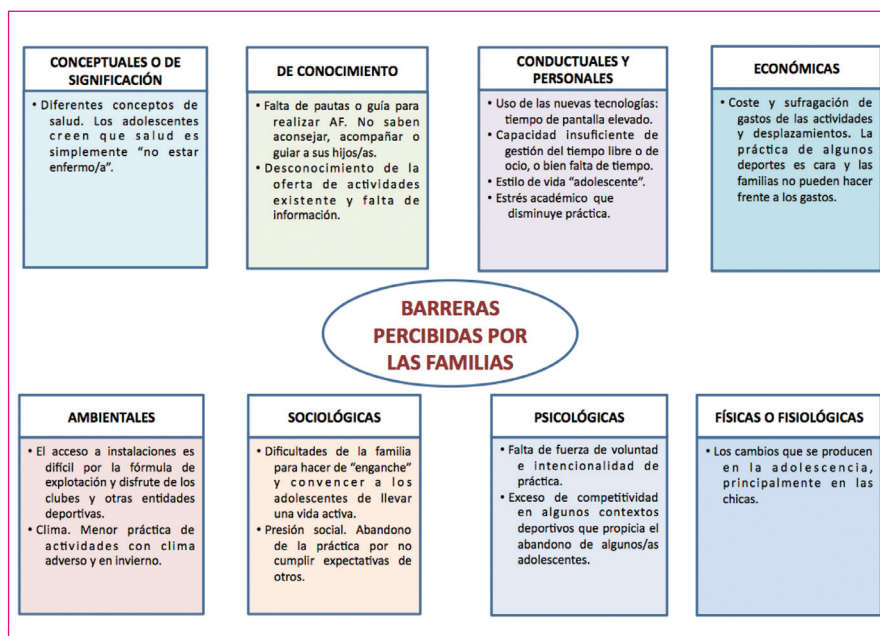 CONCEPTUALES O DE
SIGNIFICACIÓN
• Diferentes conceptos de
salud. Los adolescentes
creen que salud es
simplemente “no estar
enfermo/a”.
DE CONOCIMIENTO
• Falta de pautas o guía para
realizar AF. No saben
aconsejar, acompañar o
guiar a sus hijos/as.
• Desconocimiento de la
oferta de actividades
existente y falta de
información.
CONDUCTUALES Y
PERSONALES
• Uso de las nuevas tecnologías:
tiempo de pantalla elevado.
• Capacidad insuficiente de
gestión del tiempo libre o de
ocio, o bien falta de tiempo.
• Estilo de vida “adolescente”.
• Estrés académico que
disminuye práctica.
ECONÓMICAS
• Coste y sufragación de
gastos de las actividades
y desplazamientos. La
práctica de algunos
deportes es cara y las
familias no pueden hacer
frente a los gastos.
BARRERAS
PERCIBIDAS POR
LAS FAMILIAS
AMBIENTALES
• El acceso a instalaciones es
difícil por la fórmula de
explotación y disfrute de los
clubes y otras entidades
deportivas.
• Clima. Menor práctica de
actividades con clima
adverso y en invierno.
SOCIOLÓGICAS
• Dificultades de la familia
para hacer de “enganche”
y convencer a los
adolescentes de llevar
una vida activa.
• Presión social. Abandono
de la práctica por no
cumplir expectativas de
otros.
PSICOLÓGICAS
• Falta de fuerza de voluntad
e intencionalidad de
práctica.
• Exceso de competitividad
en algunos contextos
deportivos que propicia el
abandono de algunos/as
adolescentes.
FÍSICAS O FISIOLÓGICAS
• Los cambios que se producen
en la adolescencia,
principalmente en las
chicas.